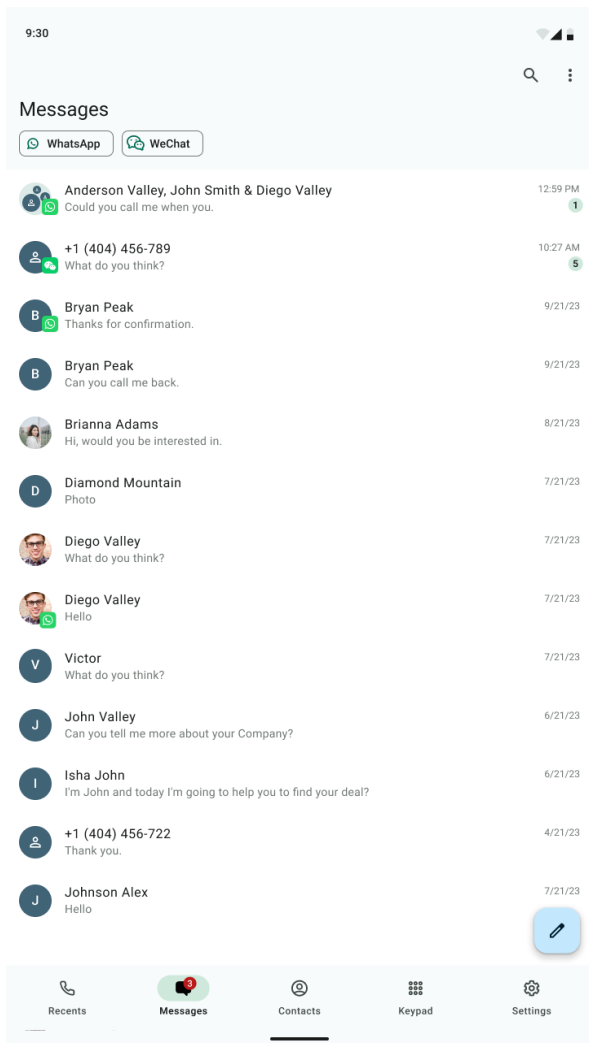 9:30
Messages
WhatsApp
WeChat
Anderson Valley, John Smith & Diego Valley
12:59 PM
Could you call me when you.
1
+1 (404) 456-789
10:27 AM
What do you think?
5
B
Bryan Peak
9/21/23
Thanks for confirmation.
B
Bryan Peak
9/21/23
Can you call me back.
Brianna Adams
8/21/23
Hi, would you be interested in.
D
Diamond Mountain
7/21/23
Photo
Diego Valley
7/21/23
What do you think?
Diego Valley
7/21/23
Hello
V
Victor
7/21/23
What do you think?
J
John Valley
6/21/23
Can you tell me more about your Company?
I
Isha John
6/21/23
I'm John and today I'm going to help you to find your deal?
+1 (404) 456-722
4/21/23
Thank you.
J
Johnson Alex
7/21/23
Hello
3
Recents
Messages
Contacts
Keypad
Settings